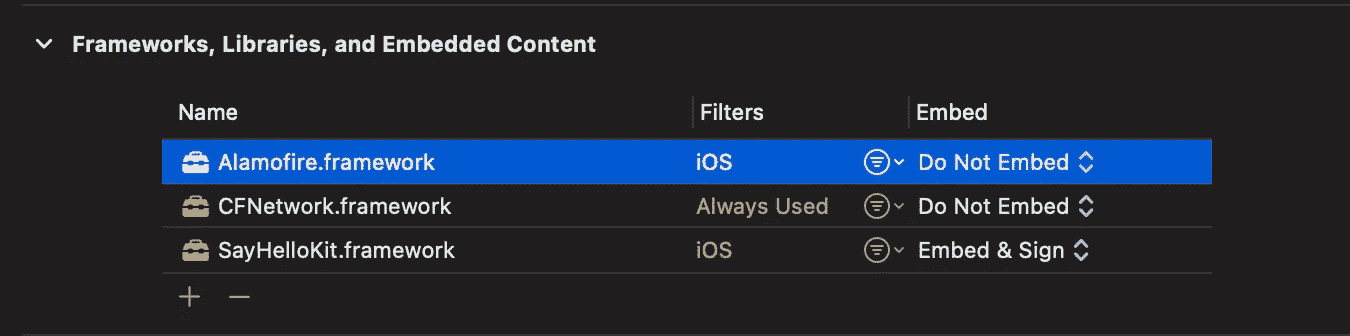 Frameworks, Libraries, and Embedded Content
Name Filters Embed
Alamofire.framework iOS Do Not Embed
CFNetwork.framework Always Used Do Not Embed
SayHelloKit.framework iOS Embed & Sign